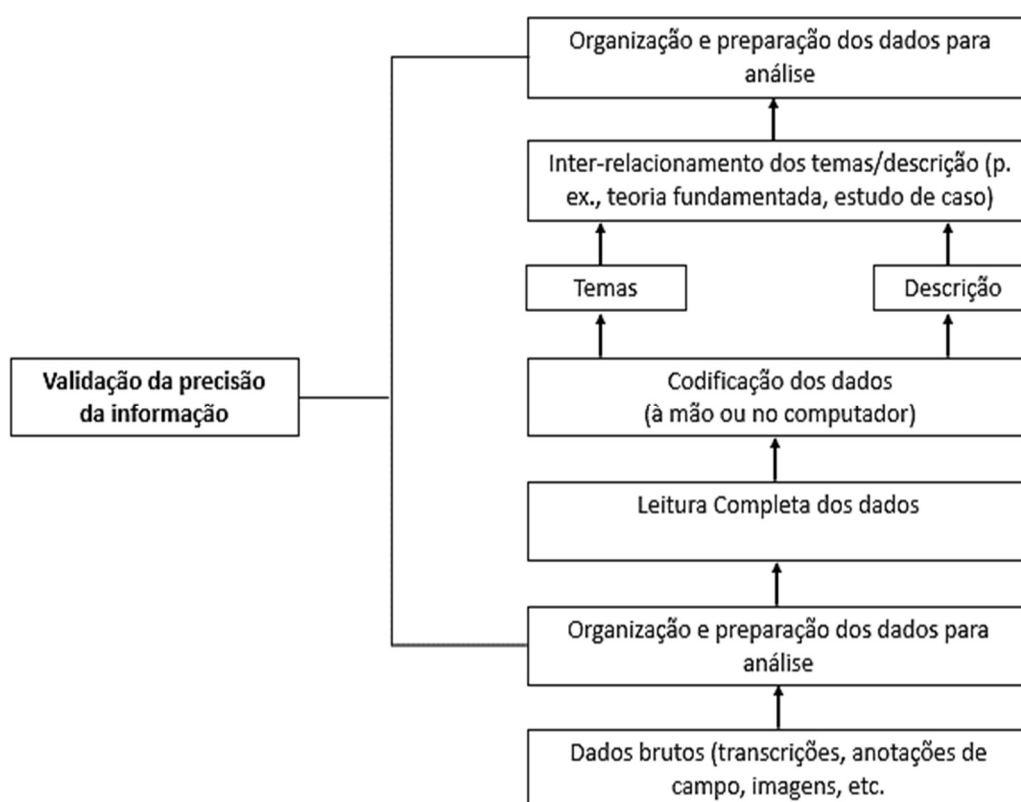 Organização e preparação dos dados para
análise
Inter-relacionamento dos temas/descrição (p.
ex., teoria fundamentada, estudo de caso)
Temas
Descrição
Validação da precisão
da informação
Codificação dos dados
(à mão ou no computador)
Leitura Completa dos dados
Organização e preparação dos dados para
análise
Dados brutos (transcrições, anotações de
campo, imagens, etc.